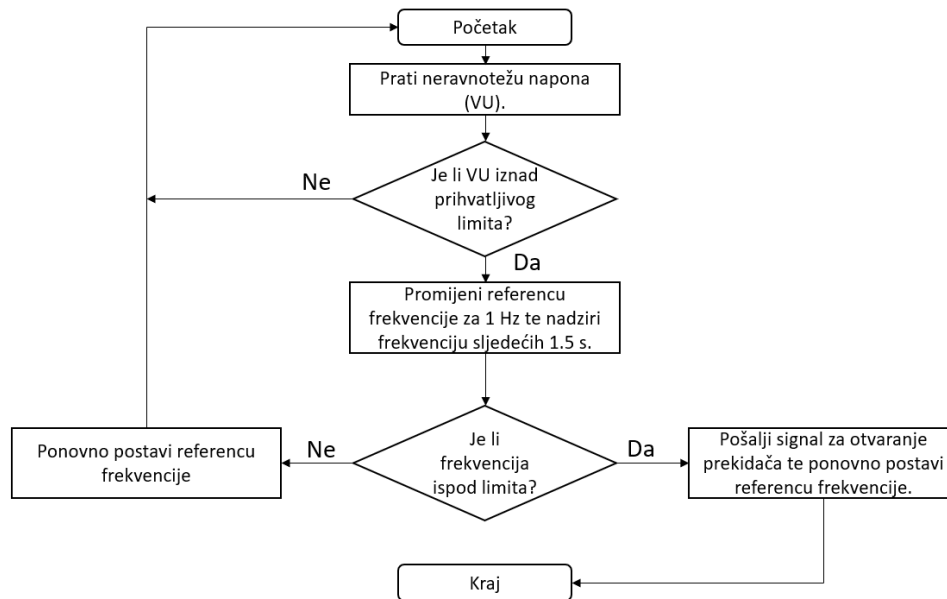 Početak
Prati neravnotežu napona
(VU).
Ne
Je li VU iznad
prihvatljivog
limita?
Da
Promijeni referencu
frekvencije za 1 Hz te nadziri
frekvenciju sljedećih 1.5 s.
Ponovno postavi referencu
frekvencije
Ne
Je li
frekvencija
ispod limita?
Da
Pošalji signal za otvaranje
prekidača te ponovno postavi
referencu frekvencije.
Kraj